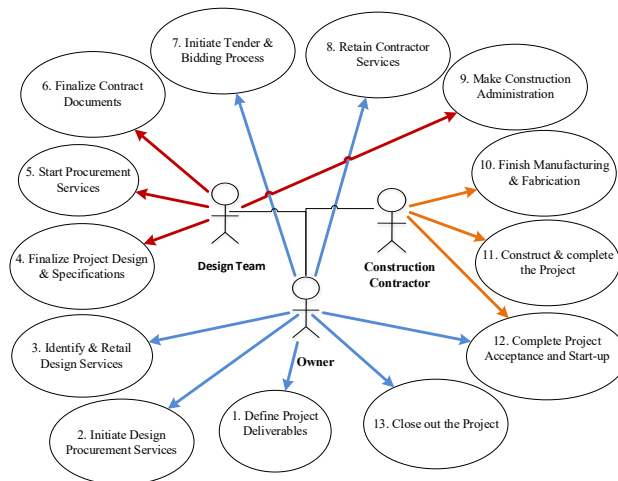 7. Initiate Tender &
Bidding Process
8. Retain Contractor
Services
6. Finalize Contract
Documents
9. Make Construction
Administration
5. Start Procurement
Services
10. Finish Manufacturing
& Fabrication
4. Finalize Project Design
& Specifications
Design Team
Construction
Contractor
11. Construct & complete
the Project
3. Identify & Retail
Design Services
Owner
12. Complete Project
Acceptance and Start-up
2. Initiate Design
Procurement Services
1. Define Project
Deliverables
13. Close out the Project